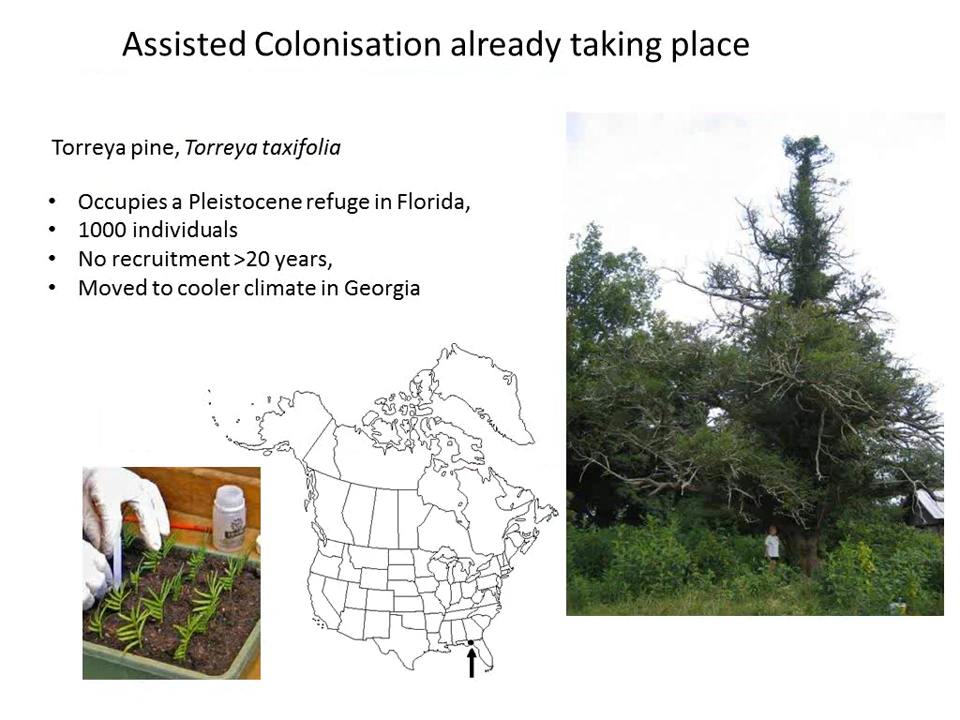 Assisted Colonisation already taking place
Torreya pine, Torreya taxifolia
• Occupies a Pleistocene refuge in Florida,
• 1000 individuals
• No recruitment >20 years,
• Moved to cooler climate in Georgia